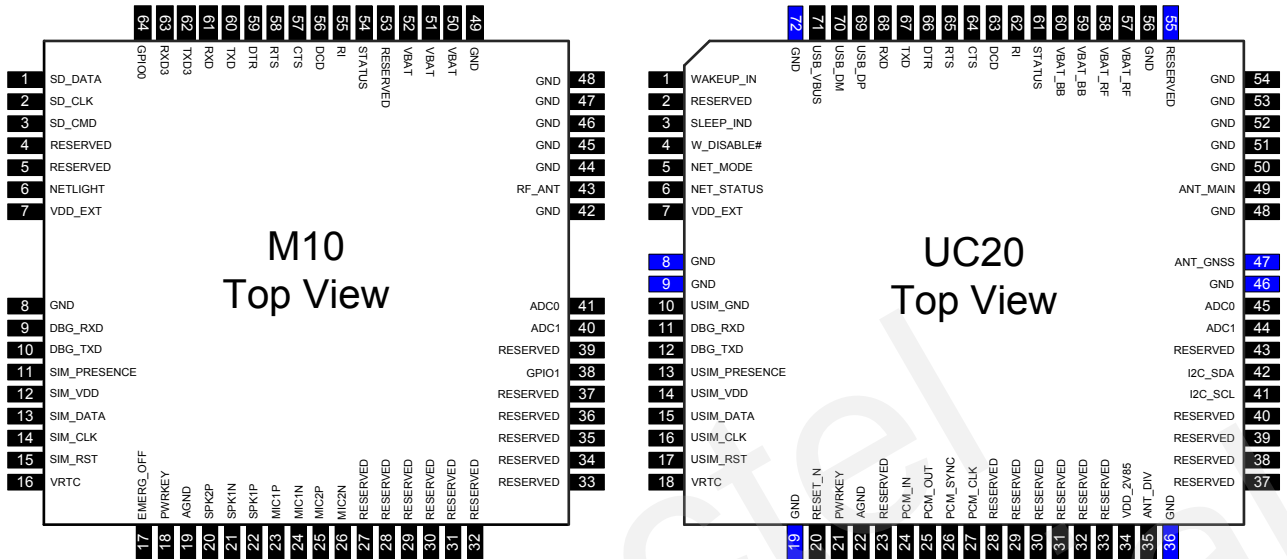 64 63 62 61 60 59 58 57 56 55 54 53 52 51 50 49
GPIO0 RXD3 TXD3 RXD TXD DTR RTS CTS DCD RI STATUS RESERVED VBAT VBAT VBAT GND
1 SD_DATA GND 48
2 SD_CLK GND 47
3 SD_CMD GND 46
4 RESERVED GND 45
5 RESERVED GND 44
6 NETLIGHT RF_ANT 43
7 VDD_EXT GND 42
M10
Top View
8 GND ADC0 41
9 DBG_RXD ADC1 40
10 DBG_TXD RESERVED 39
11 SIM_PRESENCE GPIO1 38
12 SIM_VDD RESERVED 37
13 SIM_DATA RESERVED 36
14 SIM_CLK RESERVED 35
15 SIM_RST RESERVED 34
16 VRTC RESERVED 33
EMERG_OFF PWRKEY AGND SPK2P SPK1N SPK1P MIC1P MIC1N MIC2P MIC2N RESERVED RESERVED RESERVED RESERVED RESERVED RESERVED
17 18 19 20 21 22 23 24 25 26 27 28 29 30 31 32
72 71 70 69 68 67 66 65 64 63 62 61 60 59 58 57 56 55
GND USB_VBUS USB_DM USB_DP RXD TXD DTR RTS CTS DCD RI STATUS VBAT_BB VBAT_BB VBAT_RF VBAT_RF GND RESERVED
1 WAKEUP_IN GND 54
2 RESERVED GND 53
3 SLEEP_IND GND 52
4 W_DISABLE# GND 51
5 NET_MODE GND 50
6 NET_STATUS ANT_MAIN 49
7 VDD_EXT GND 48
UC20
Top View
8 GND ANT_GNSS 47
9 GND GND 46
10 USIM_GND ADC0 45
11 DBG_RXD ADC1 44
12 DBG_TXD RESERVED 43
13 USIM_PRESENCE I2C_SDA 42
14 USIM_VDD I2C_SCL 41
15 USIM_DATA RESERVED 40
16 USIM_CLK RESERVED 39
17 USIM_RST RESERVED 38
18 VRTC RESERVED 37
GND RESET_N PWRKEY AGND RESERVED PCM_IN PCM_OUT PCM_SYNC PCM_CLK RESERVED RESERVED RESERVED RESERVED RESERVED RESERVED VDD_2V85 ANT_DIV GND
19 20 21 22 23 24 25 26 27 28 29 30 31 32 33 34 35 36